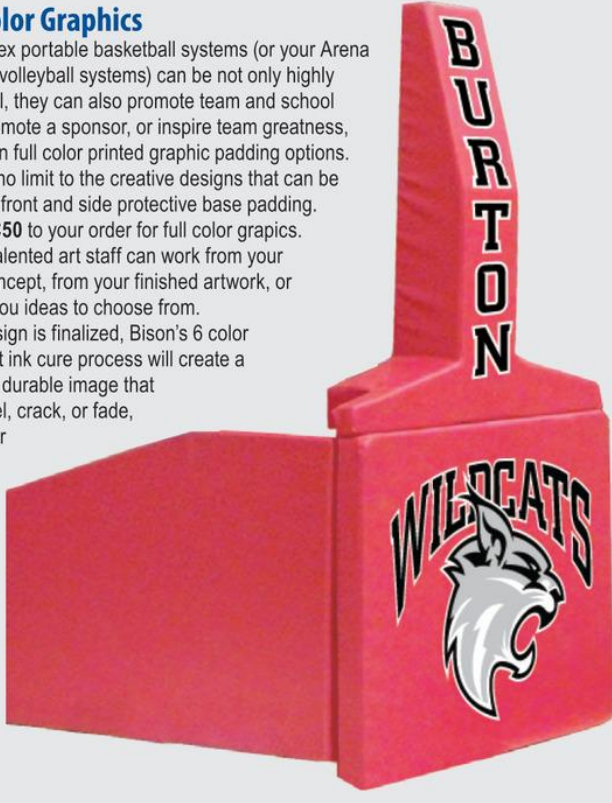 lor Graphics
ex portable basketball systems (or your Arena
volleyball systems) can be not only highly
l, they can also promote team and school
mote a sponsor, or inspire team greatness,
n full color printed graphic padding options.
no limit to the creative designs that can be
front and side protective base padding.
50 to your order for full color grapics.
alented art staff can work from your
ncept, from your finished artwork, or
ou ideas to choose from.
sign is finalized, Bison's 6 color
t ink cure process will create a
durable image that
el, crack, or fade,
r
BURTON
WILDCATS